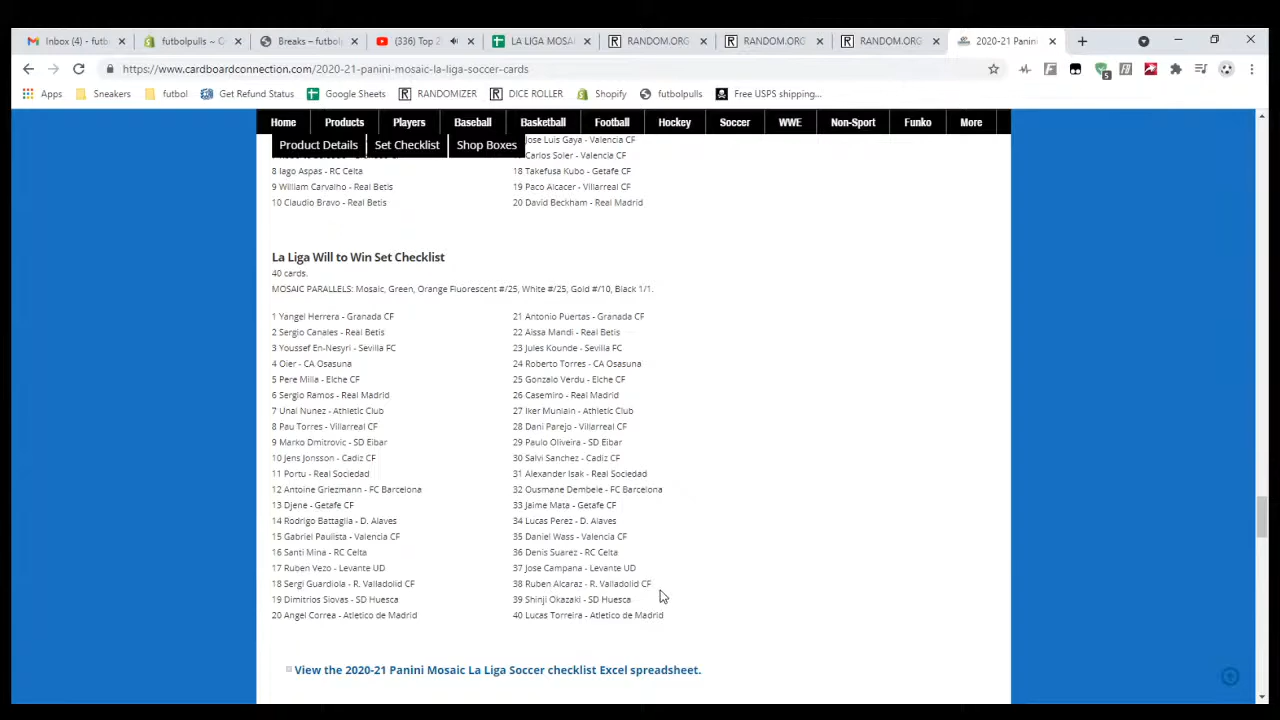 Inbox (4) - futb
futbolpulls ~ O
Breaks – futbol
(336) Top 2
LA LIGA MOSA
RANDOM.ORG
RANDOM.ORG
RANDOM.ORG
2020-21 Panini
https://www.cardboardconnection.com/2020-21-panini-mosaic-la-liga-soccer-cards
5
Apps
Sneakers
futbol
Get Refund Status
Google Sheets
RANDOMIZER
DICE ROLLER
Shopify
futbolpulls
Free USPS shipping...
Home
Products
Players
Baseball
Basketball
Football
Hockey
Soccer
WWE
Non-Sport
Funko
More
Product Details
Set Checklist
Shop Boxes
Jose Luis Gaya - Valencia CF
Carlos Soler - Valencia CF
8 Iago Aspas - RC Celta
18 Takefusa Kubo - Getafe CF
9 William Carvalho - Real Betis
19 Paco Alcacer - Villarreal CF
10 Claudio Bravo - Real Betis
20 David Beckham - Real Madrid
La Liga Will to Win Set Checklist
40 cards.
MOSAIC PARALLELS: Mosaic, Green, Orange Fluorescent #/25, White #/25, Gold #/10, Black 1/1.
1 Yangel Herrera - Granada CF
2 Sergio Canales - Real Betis
3 Youssef En-Nesyri - Sevilla FC
4 Oier - CA Osasuna
5 Pere Milla - Elche CF
6 Sergio Ramos - Real Madrid
7 Unai Nunez - Athletic Club
8 Pau Torres - Villarreal CF
9 Marko Dmitrovic - SD Eibar
10 Jens Jonsson - Cadiz CF
11 Portu - Real Sociedad
12 Antoine Griezmann - FC Barcelona
13 Djene - Getafe CF
14 Rodrigo Battaglia - D. Alaves
15 Gabriel Paulista - Valencia CF
16 Santi Mina - RC Celta
17 Ruben Vezo - Levante UD
18 Sergi Guardiola - R. Valladolid CF
19 Dimitrios Siovas - SD Huesca
20 Angel Correa - Atletico de Madrid
21 Antonio Puertas - Granada CF
22 Aissa Mandi - Real Betis
23 Jules Kounde - Sevilla FC
24 Roberto Torres - CA Osasuna
25 Gonzalo Verdu - Elche CF
26 Casemiro - Real Madrid
27 Iker Muniain - Athletic Club
28 Dani Parejo - Villarreal CF
29 Paulo Oliveira - SD Eibar
30 Salvi Sanchez - Cadiz CF
31 Alexander Isak - Real Sociedad
32 Ousmane Dembele - FC Barcelona
33 Jaime Mata - Getafe CF
34 Lucas Perez - D. Alaves
35 Daniel Wass - Valencia CF
36 Denis Suarez - RC Celta
37 Jose Campana - Levante UD
38 Ruben Alcaraz - R. Valladolid CF
39 Shinji Okazaki - SD Huesca
40 Lucas Torreira - Atletico de Madrid
View the 2020-21 Panini Mosaic La Liga Soccer checklist Excel spreadsheet.